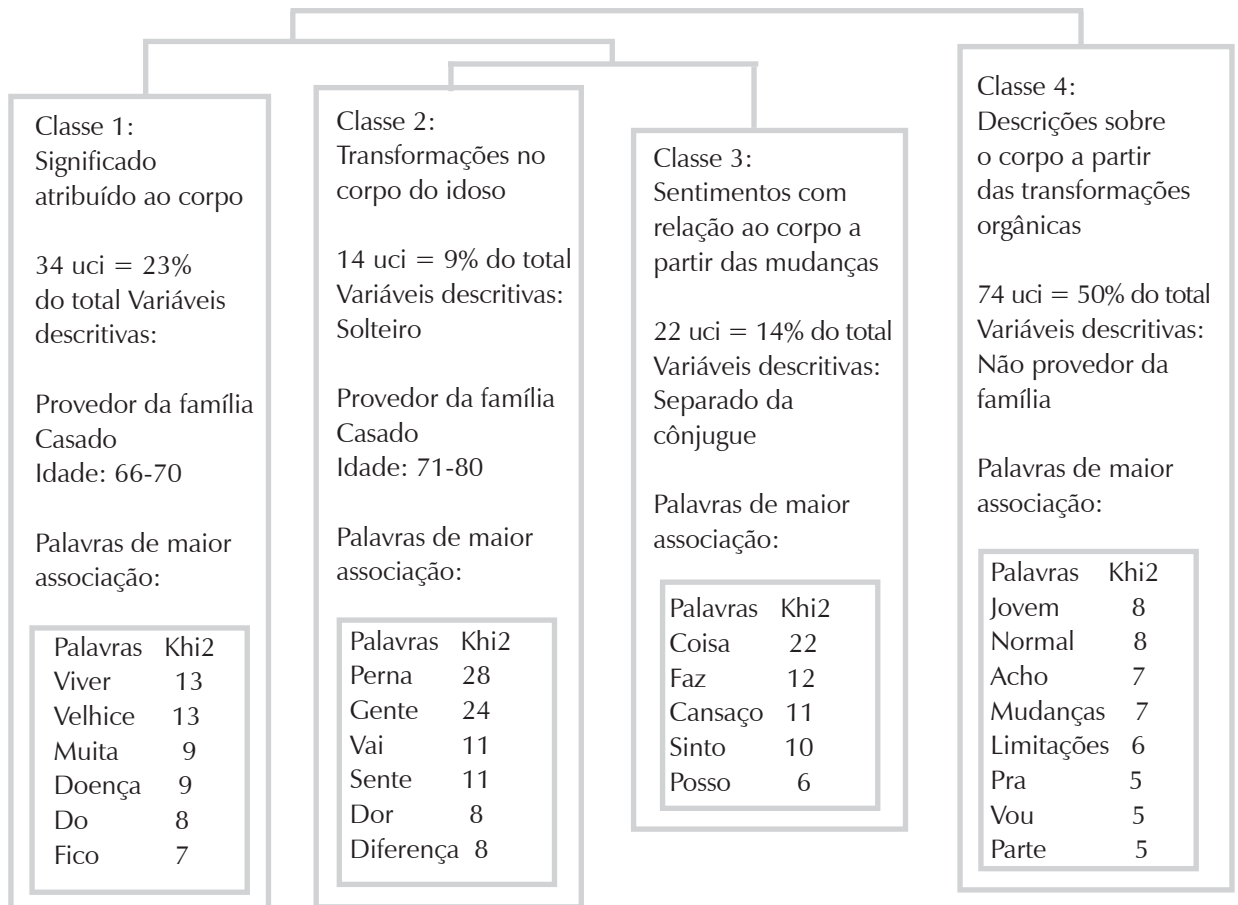 Classe 1:
Significado
atribuído ao corpo
34 uci = 23%
do total Variáveis
descritivas:
Provedor da família
Casado
Idade: 66-70
Palavras de maior
associação:
Palavras Khi2
Viver 13
Velhice 13
Muita 9
Doença 9
Do 8
Fico 7
Classe 2:
Transformações no
corpo do idoso
14 uci = 9% do total
Variáveis descritivas:
Solteiro
Provedor da família
Casado
Idade: 71-80
Palavras de maior
associação:
Palavras Khi2
Perna 28
Gente 24
Vai 11
Sente 11
Dor 8
Diferença 8
Classe 3:
Sentimentos com
relação ao corpo a
partir das mudanças
22 uci = 14% do total
Variáveis descritivas:
Separado da
cônjugue
Palavras de maior
associação:
Palavras Khi2
Coisa 22
Faz 12
Cansaço 11
Sinto 10
Posso 6
Classe 4:
Descrições sobre
o corpo a partir
das transformações
orgânicas
74 uci = 50% do total
Variáveis descritivas:
Não provedor da
família
Palavras de maior
associação:
Palavras Khi2
Jovem 8
Normal 8
Acho 7
Mudanças 7
Limitações 6
Pra 5
Vou 5
Parte 5